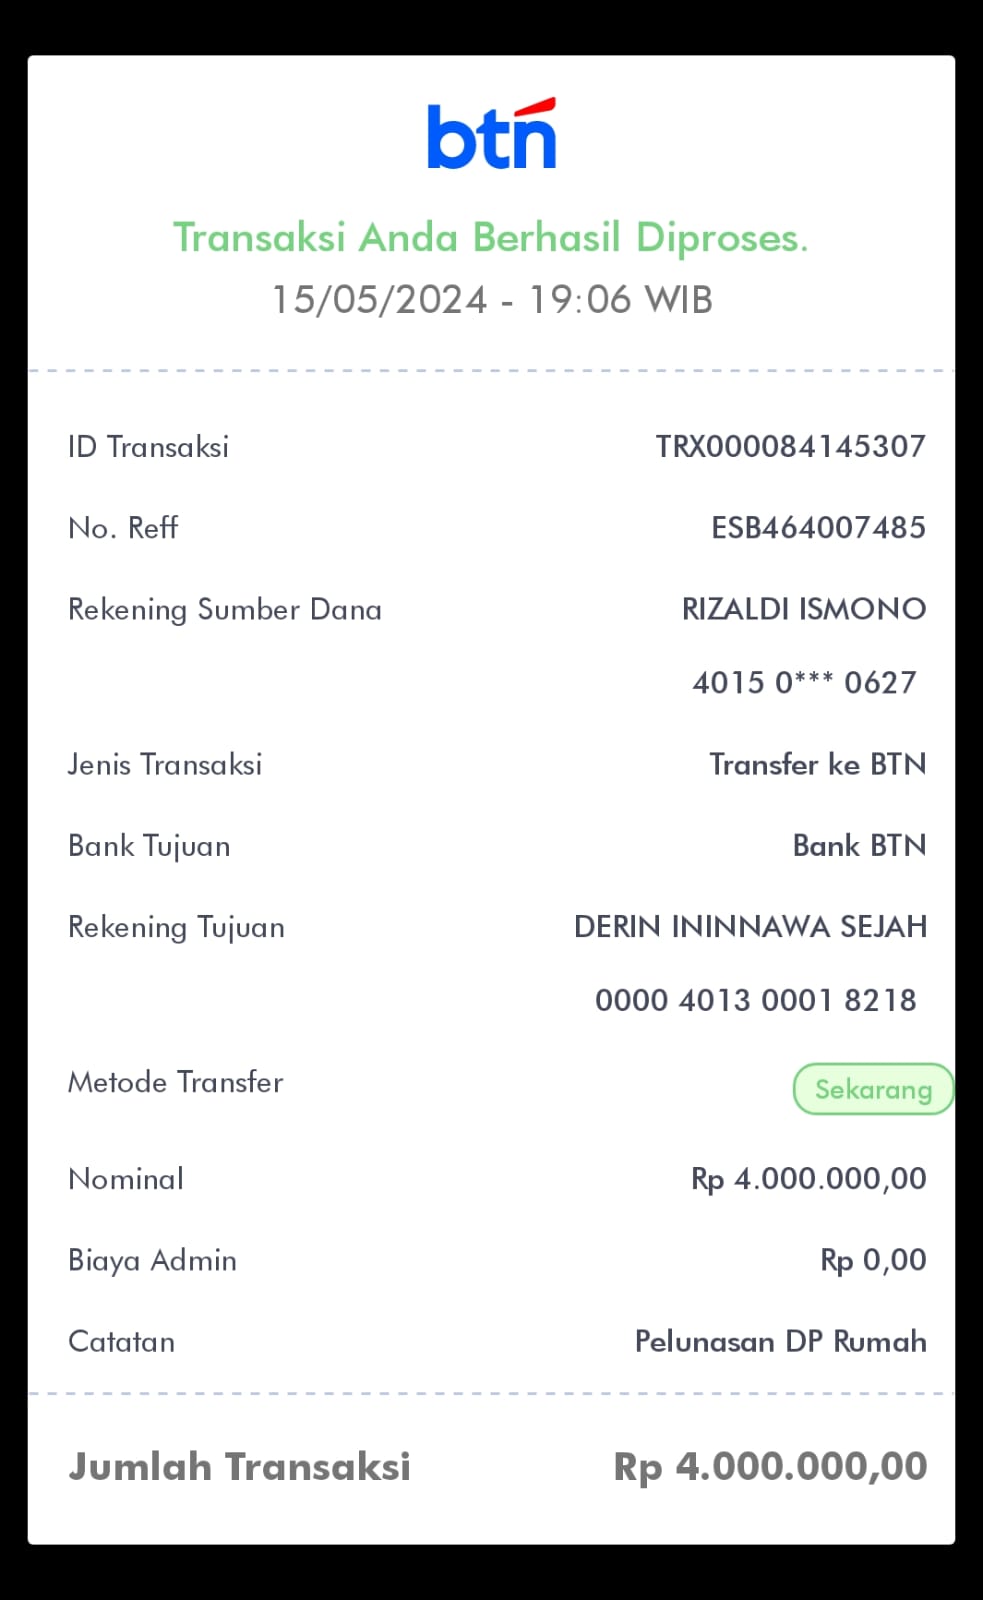 btn
Transaksi Anda Berhasil Diproses.
15/05/2024 - 19:06 WIB
ID Transaksi TRX000084145307
No. Reff ESB464007485
Rekening Sumber Dana RIZALDI ISMONO
4015 0*** 0627
Jenis Transaksi Transfer ke BTN
Bank Tujuan Bank BTN
Rekening Tujuan DERIN ININNAWA SEJAH
0000 4013 0001 8218
Metode Transfer Sekarang
Nominal Rp 4.000.000,00
Biaya Admin Rp 0,00
Catatan Pelunasan DP Rumah
Jumlah Transaksi Rp 4.000.000,00